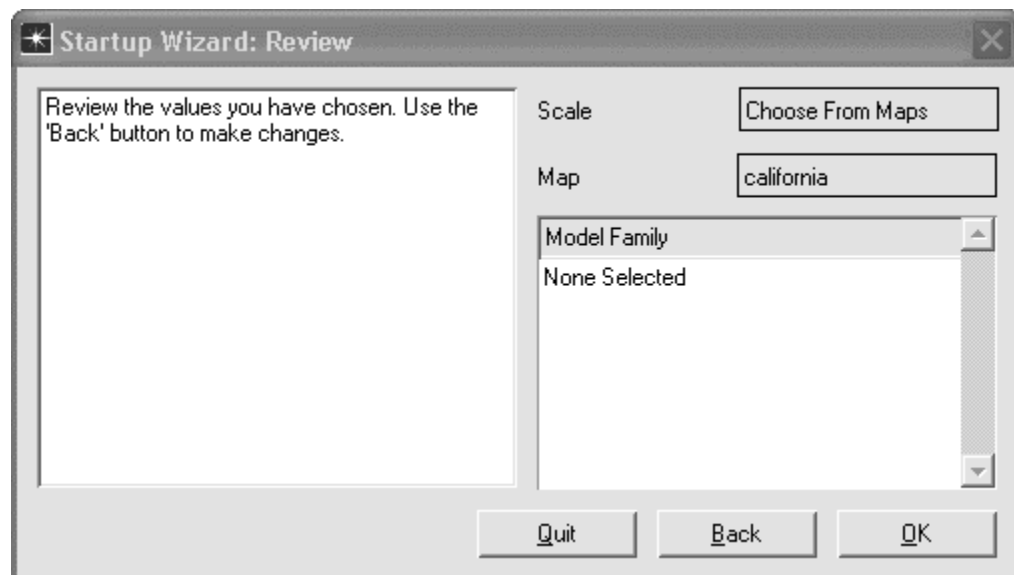 Startup Wizard: Review
Review the values you have chosen. Use the
'Back' button to make changes.
Scale
Choose From Maps
Map
california
Model Family
None Selected
Quit
Back
OK